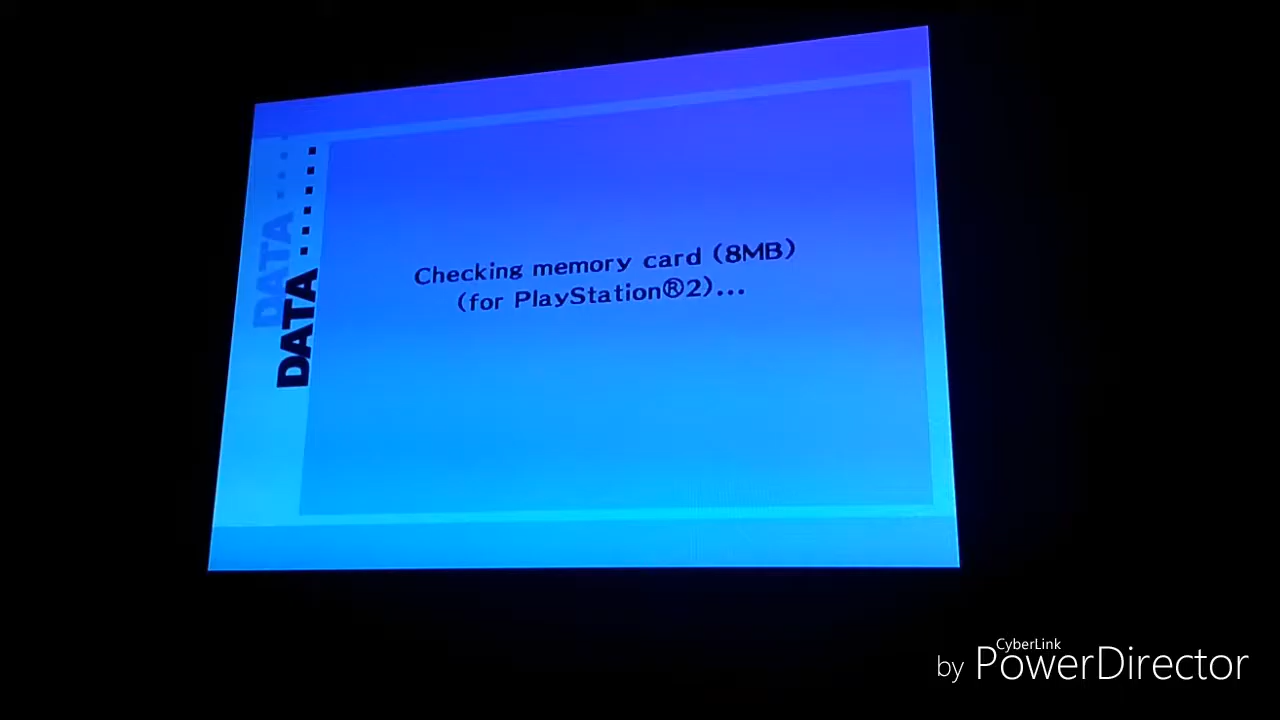 DATA ......
DATA ......
Checking memory card (8MB)
(for PlayStation®2)...
CyberLink
by PowerDirector